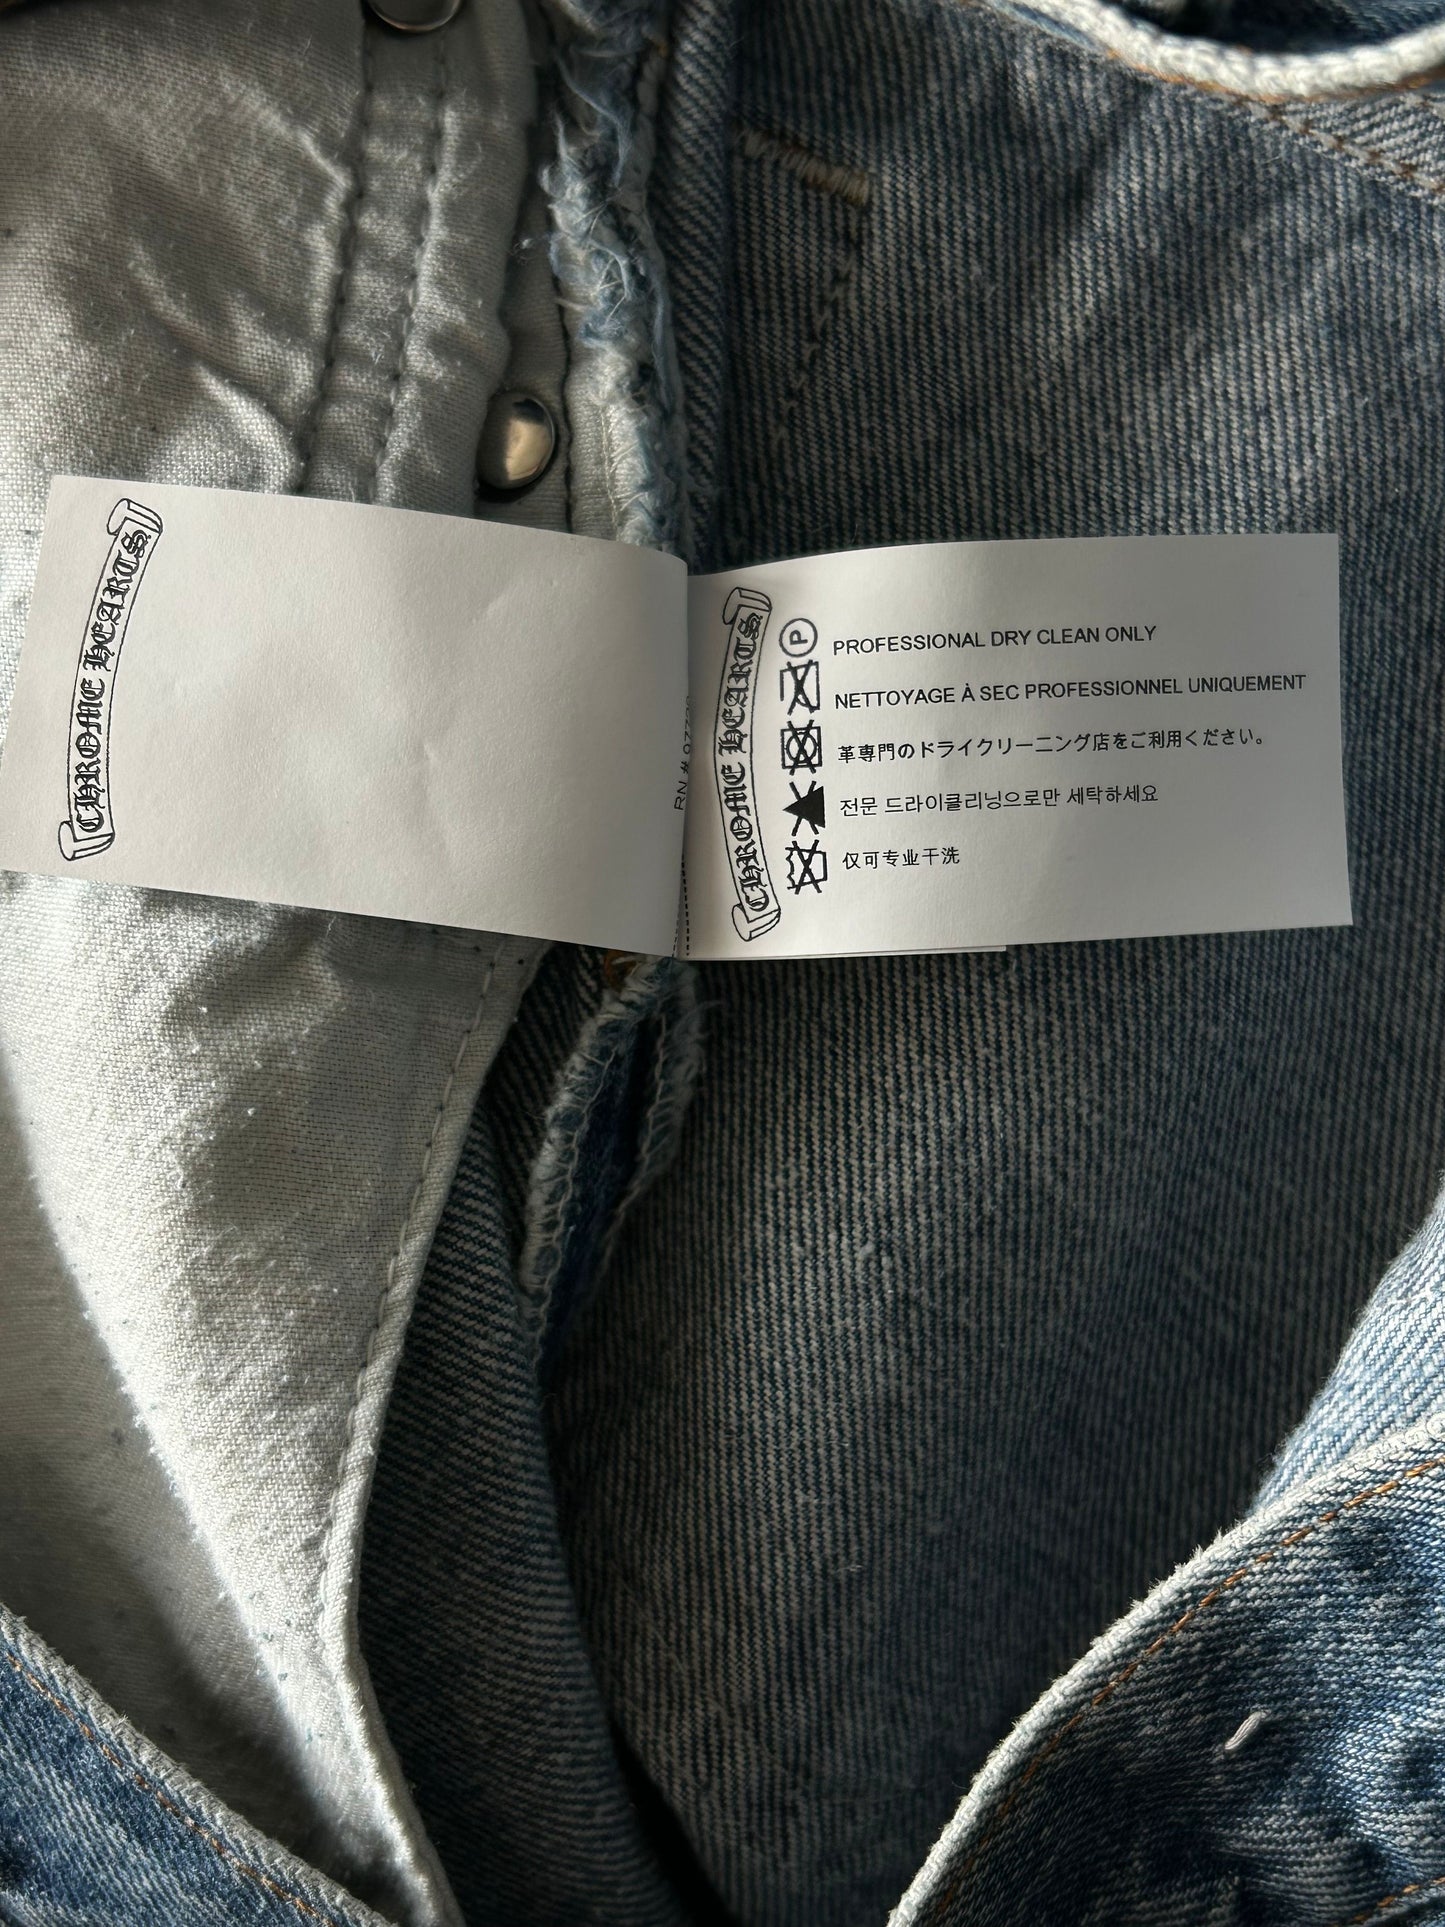 CHROME HEARTS
RN # 97720
CHROME HEARTS
P
PROFESSIONAL DRY CLEAN ONLY
NETTOYAGE À SEC PROFESSIONNEL UNIQUEMENT
革専門のドライクリーニング店をご利用ください。
전문 드라이클리닝으로만 세탁하세요
仅可专业干洗